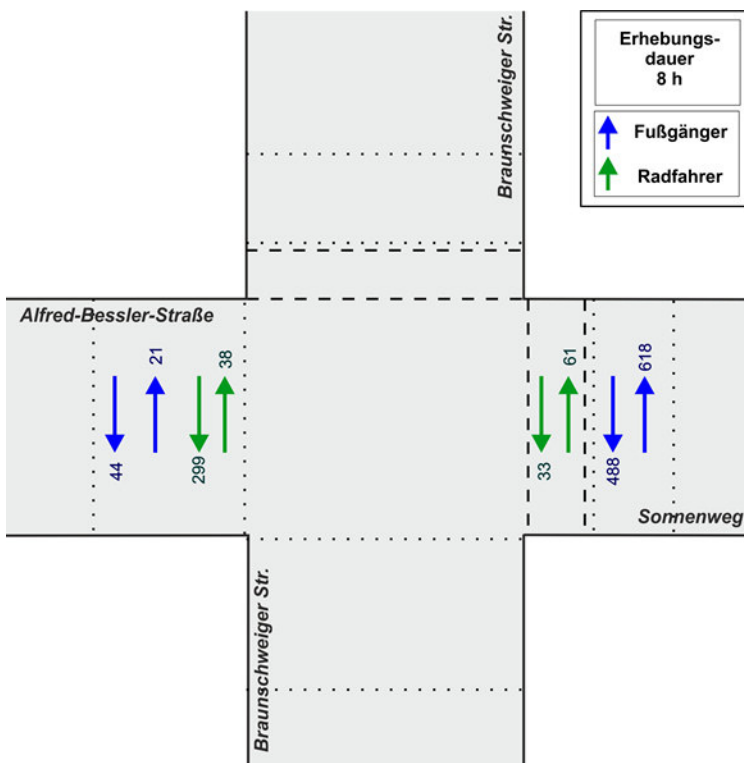 Braunschweiger Str.
Erhebungs-
dauer
8 h
Fußgänger
Radfahrer
Alfred-Bessler-Straße
21
38
61
618
44
299
33
488
Sonnenweg
Braunschweiger Str.